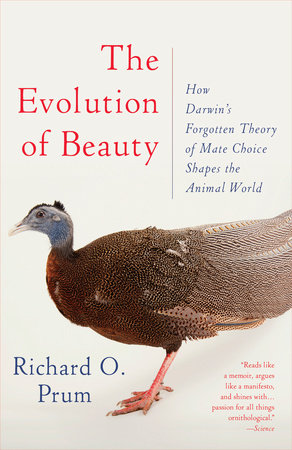 The
Evolution
of Beauty
How
Darwin's
Forgotten Theory
of Mate Choice
Shapes the
Animal World
Richard O.
Prum
"Reads like
a memoir, argues
like a manifesto,
and shines with…
passion for all things
ornithological."
—Science